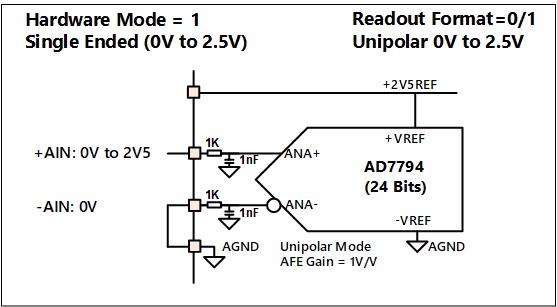 Hardware Mode = 1
Single Ended (0V to 2.5V)
Readout Format=0/1
Unipolar 0V to 2.5V
+2V5REF
+VREF
1K
+AIN: 0V to 2V5
1nF
ANA+
AD7794
(24 Bits)
1K
-AIN: 0V
1nF
ANA-
-VREF
AGND
Unipolar Mode
AFE Gain = 1V/V
AGND